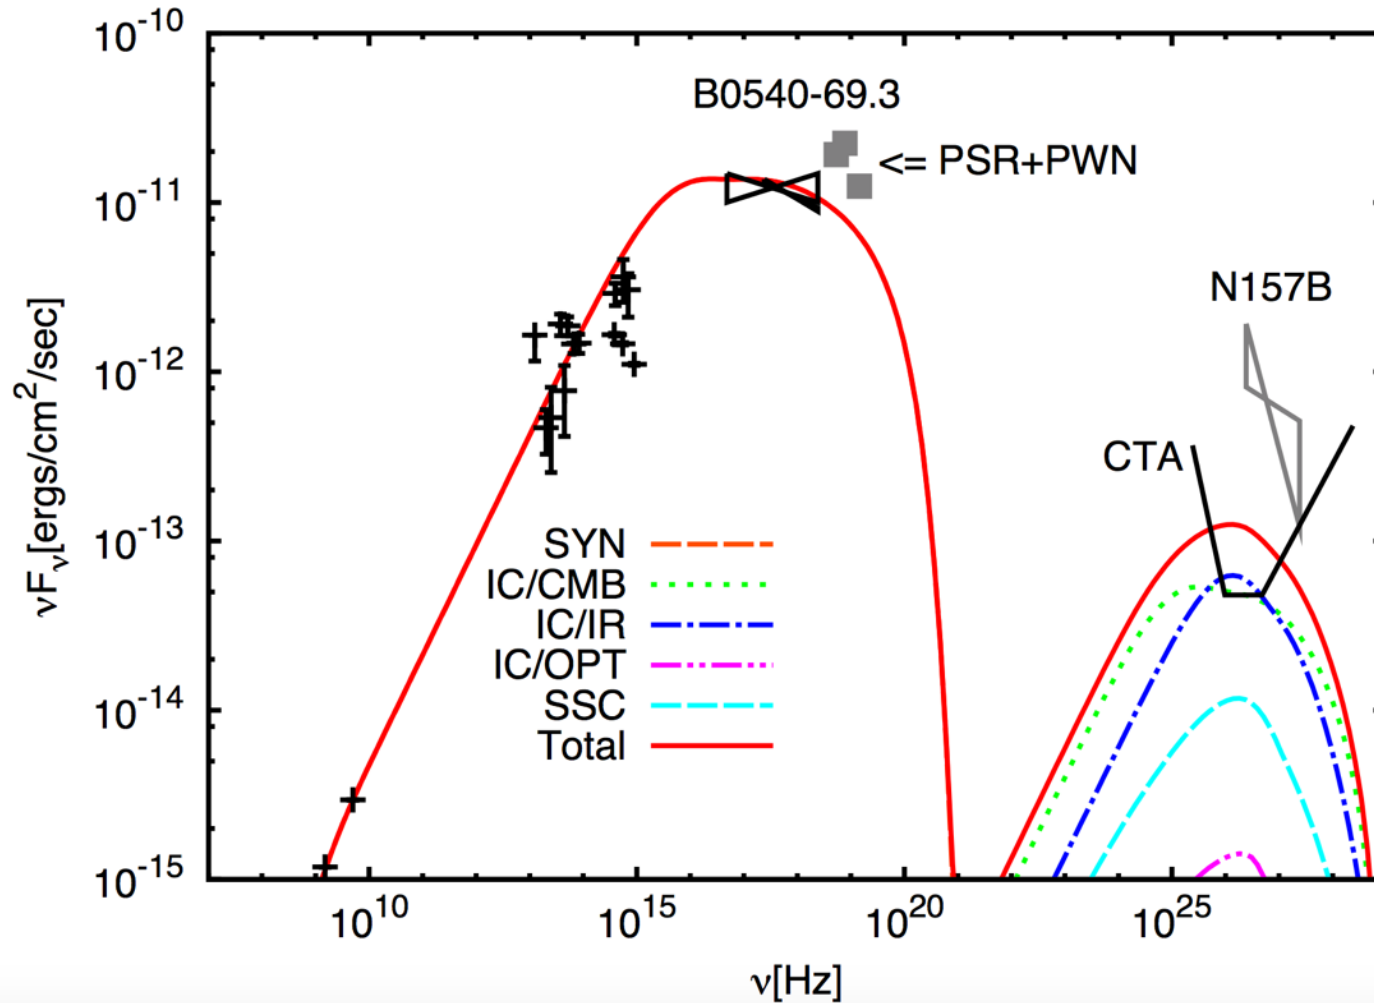 10^-10
10^-11
10^-12
10^-13
10^-14
10^-15
νFν[ergs/cm^2/sec]
B0540-69.3
<= PSR+PWN
N157B
CTA
SYN
IC/CMB
IC/IR
IC/OPT
SSC
Total
10^10
10^15
10^20
10^25
ν[Hz]